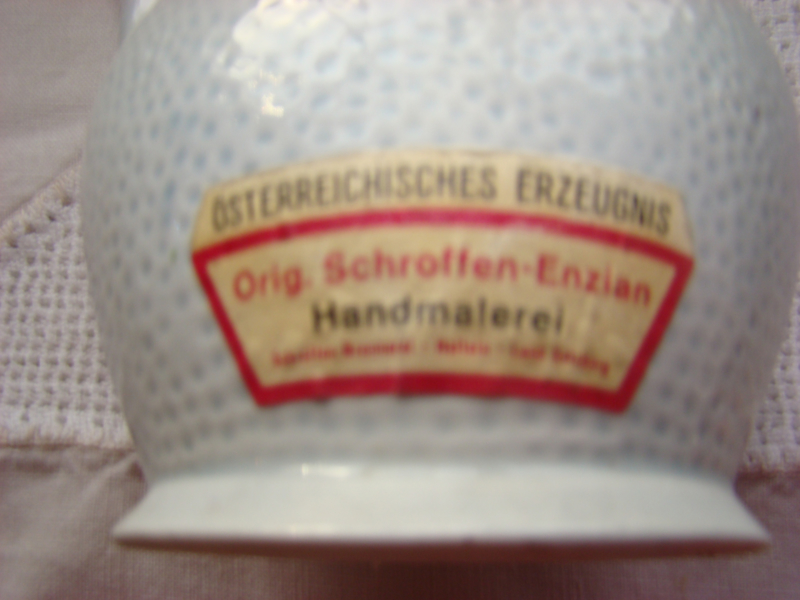 ÖSTERREICHISCHES ERZEUGNIS
Orig. Schroffen-Enzian
Handmalerei